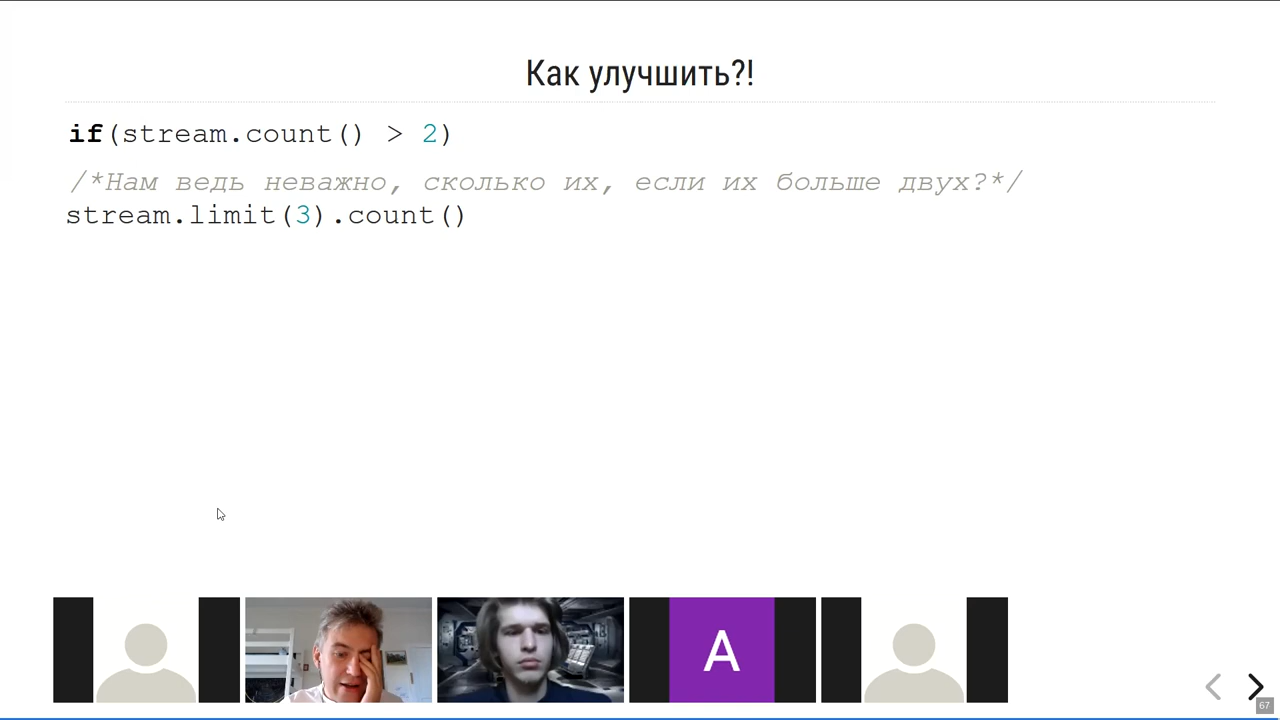 Как улучшить?!
if(stream.count() > 2)
/*Нам ведь неважно, сколько их, если их больше двух?*/
stream.limit(3).count()
A
67